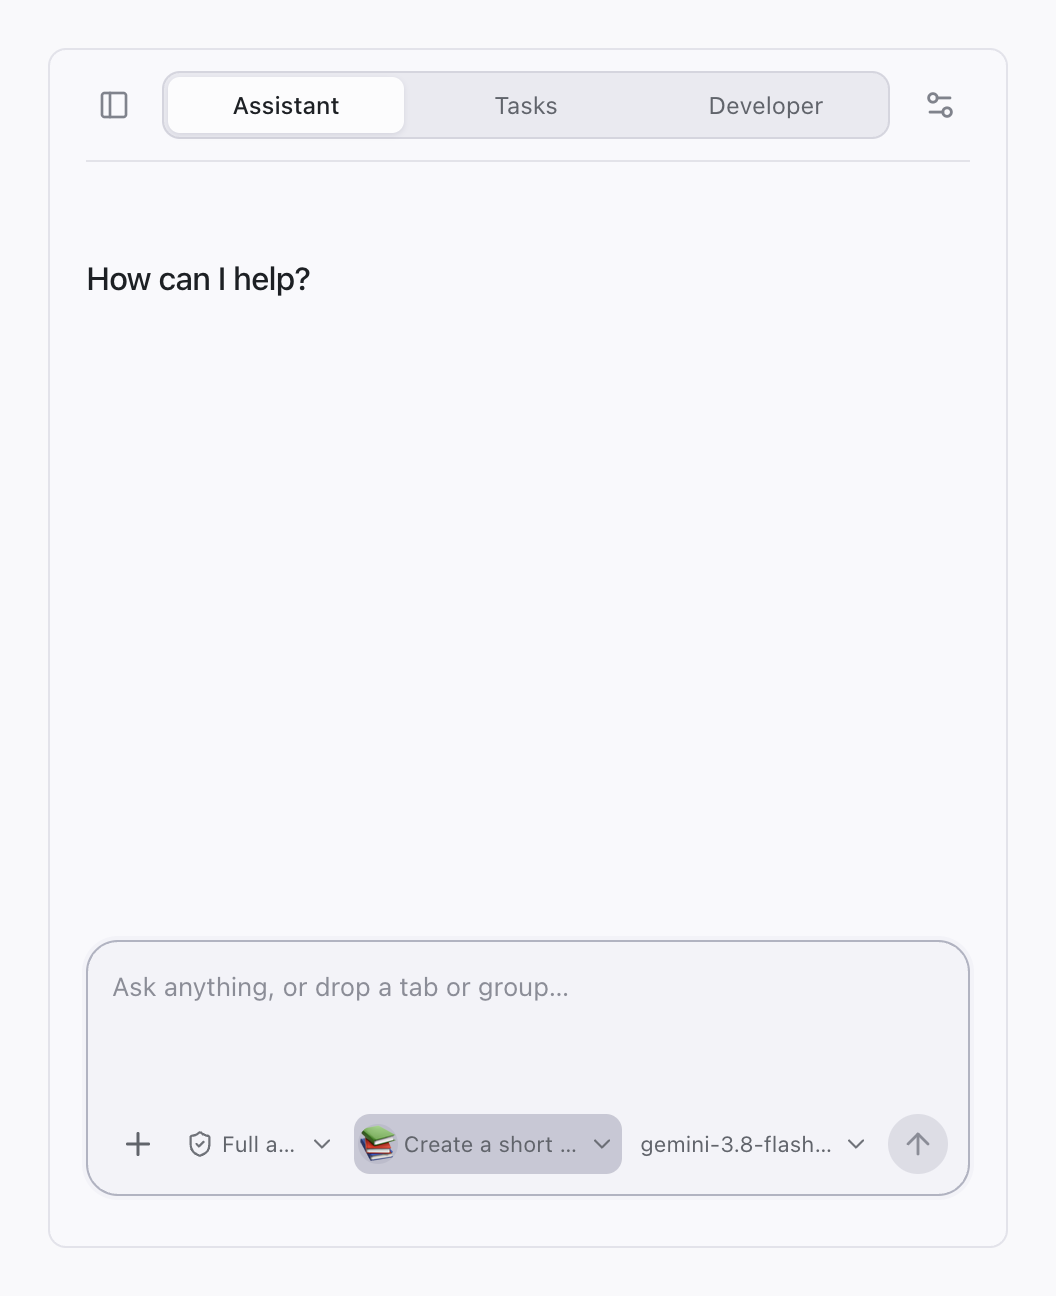 Assistant
Tasks
Developer
How can I help?
Ask anything, or drop a tab or group...
Full a...
Create a short ...
gemini-3.8-flash...